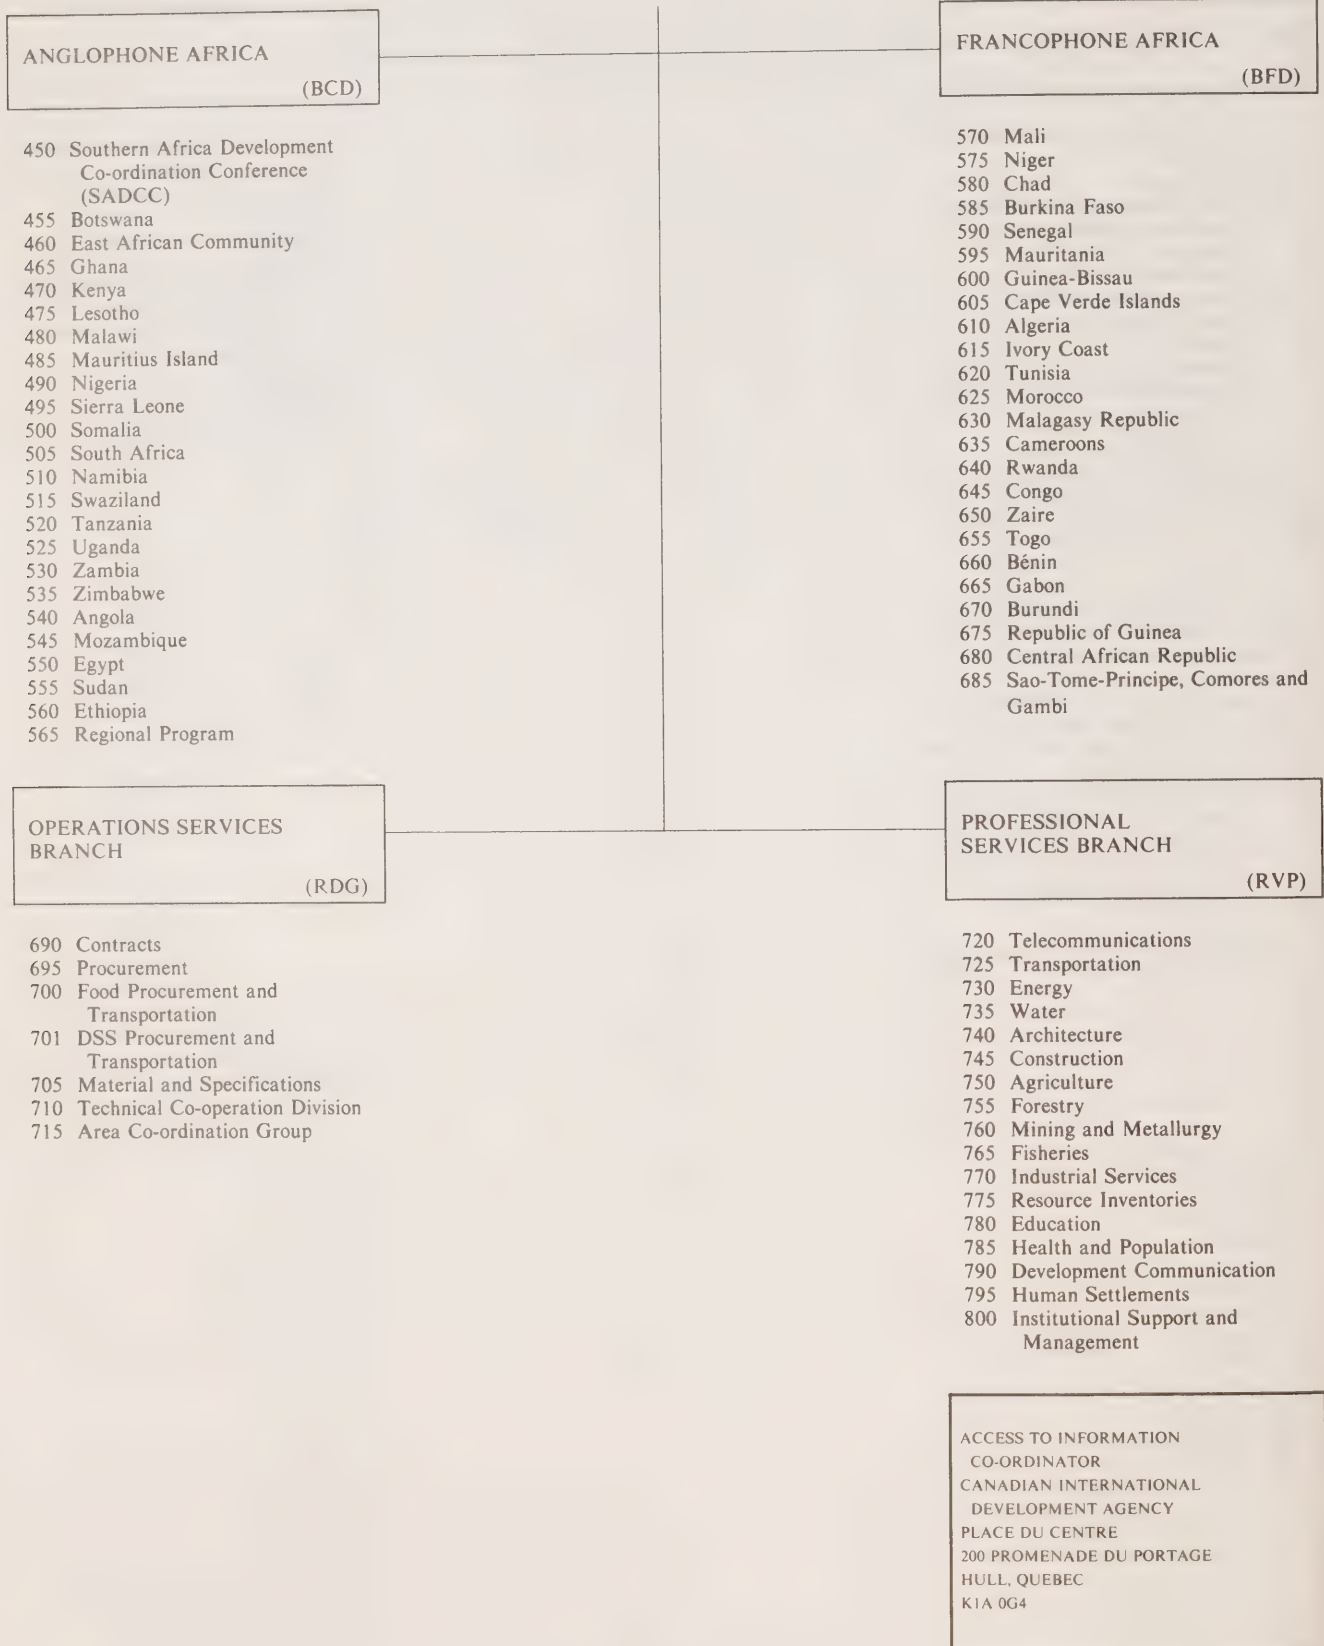 ANGLOPHONE AFRICA
(BCD)
450 Southern Africa Development
Co-ordination Conference
(SADCC)
455 Botswana
460 East African Community
465 Ghana
470 Kenya
475 Lesotho
480 Malawi
485 Mauritius Island
490 Nigeria
495 Sierra Leone
500 Somalia
505 South Africa
510 Namibia
515 Swaziland
520 Tanzania
525 Uganda
530 Zambia
535 Zimbabwe
540 Angola
545 Mozambique
550 Egypt
555 Sudan
560 Ethiopia
565 Regional Program
FRANCOPHONE AFRICA
(BFD)
570 Mali
575 Niger
580 Chad
585 Burkina Faso
590 Senegal
595 Mauritania
600 Guinea-Bissau
605 Cape Verde Islands
610 Algeria
615 Ivory Coast
620 Tunisia
625 Morocco
630 Malagasy Republic
635 Cameroons
640 Rwanda
645 Congo
650 Zaire
655 Togo
660 Bénin
665 Gabon
670 Burundi
675 Republic of Guinea
680 Central African Republic
685 Sao-Tome-Principe, Comores and
Gambi
OPERATIONS SERVICES
BRANCH
(RDG)
690 Contracts
695 Procurement
700 Food Procurement and
Transportation
701 DSS Procurement and
Transportation
705 Material and Specifications
710 Technical Co-operation Division
715 Area Co-ordination Group
PROFESSIONAL
SERVICES BRANCH
(RVP)
720 Telecommunications
725 Transportation
730 Energy
735 Water
740 Architecture
745 Construction
750 Agriculture
755 Forestry
760 Mining and Metallurgy
765 Fisheries
770 Industrial Services
775 Resource Inventories
780 Education
785 Health and Population
790 Development Communication
795 Human Settlements
800 Institutional Support and
Management
ACCESS TO INFORMATION
CO-ORDINATOR
CANADIAN INTERNATIONAL
DEVELOPMENT AGENCY
PLACE DU CENTRE
200 PROMENADE DU PORTAGE
HULL, QUEBEC
K1A 0G4